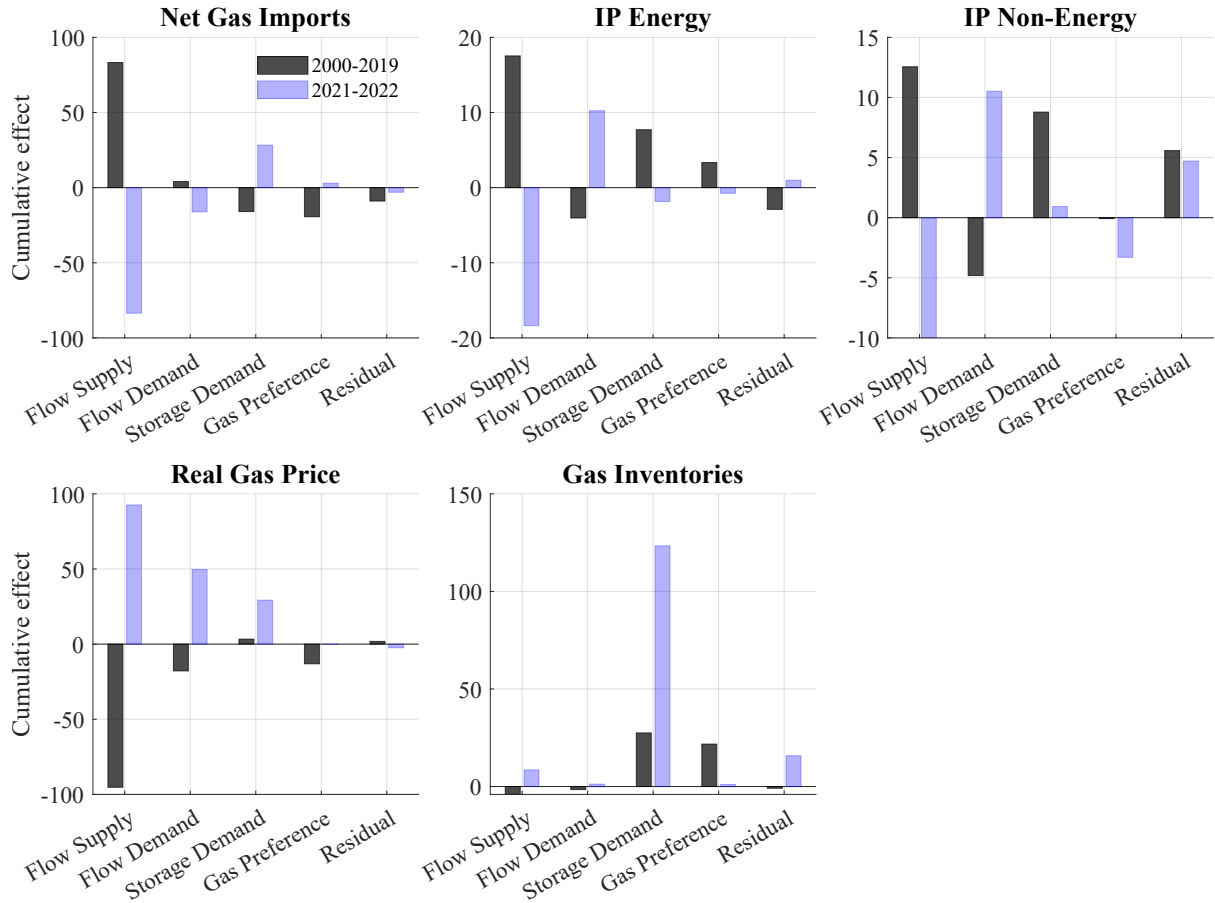 Net Gas Imports
IP Energy
IP Non-Energy
Cumulative effect
100
50
0
-50
-100
2000-2019
2021-2022
Flow Supply
Flow Demand
Storage Demand
Gas Preference
Residual
20
10
0
-10
-20
Flow Supply
Flow Demand
Storage Demand
Gas Preference
Residual
15
10
5
0
-5
-10
Flow Supply
Flow Demand
Storage Demand
Gas Preference
Residual
Real Gas Price
Gas Inventories
Cumulative effect
100
50
0
-50
-100
Flow Supply
Flow Demand
Storage Demand
Gas Preference
Residual
150
100
50
0
Flow Supply
Flow Demand
Storage Demand
Gas Preference
Residual